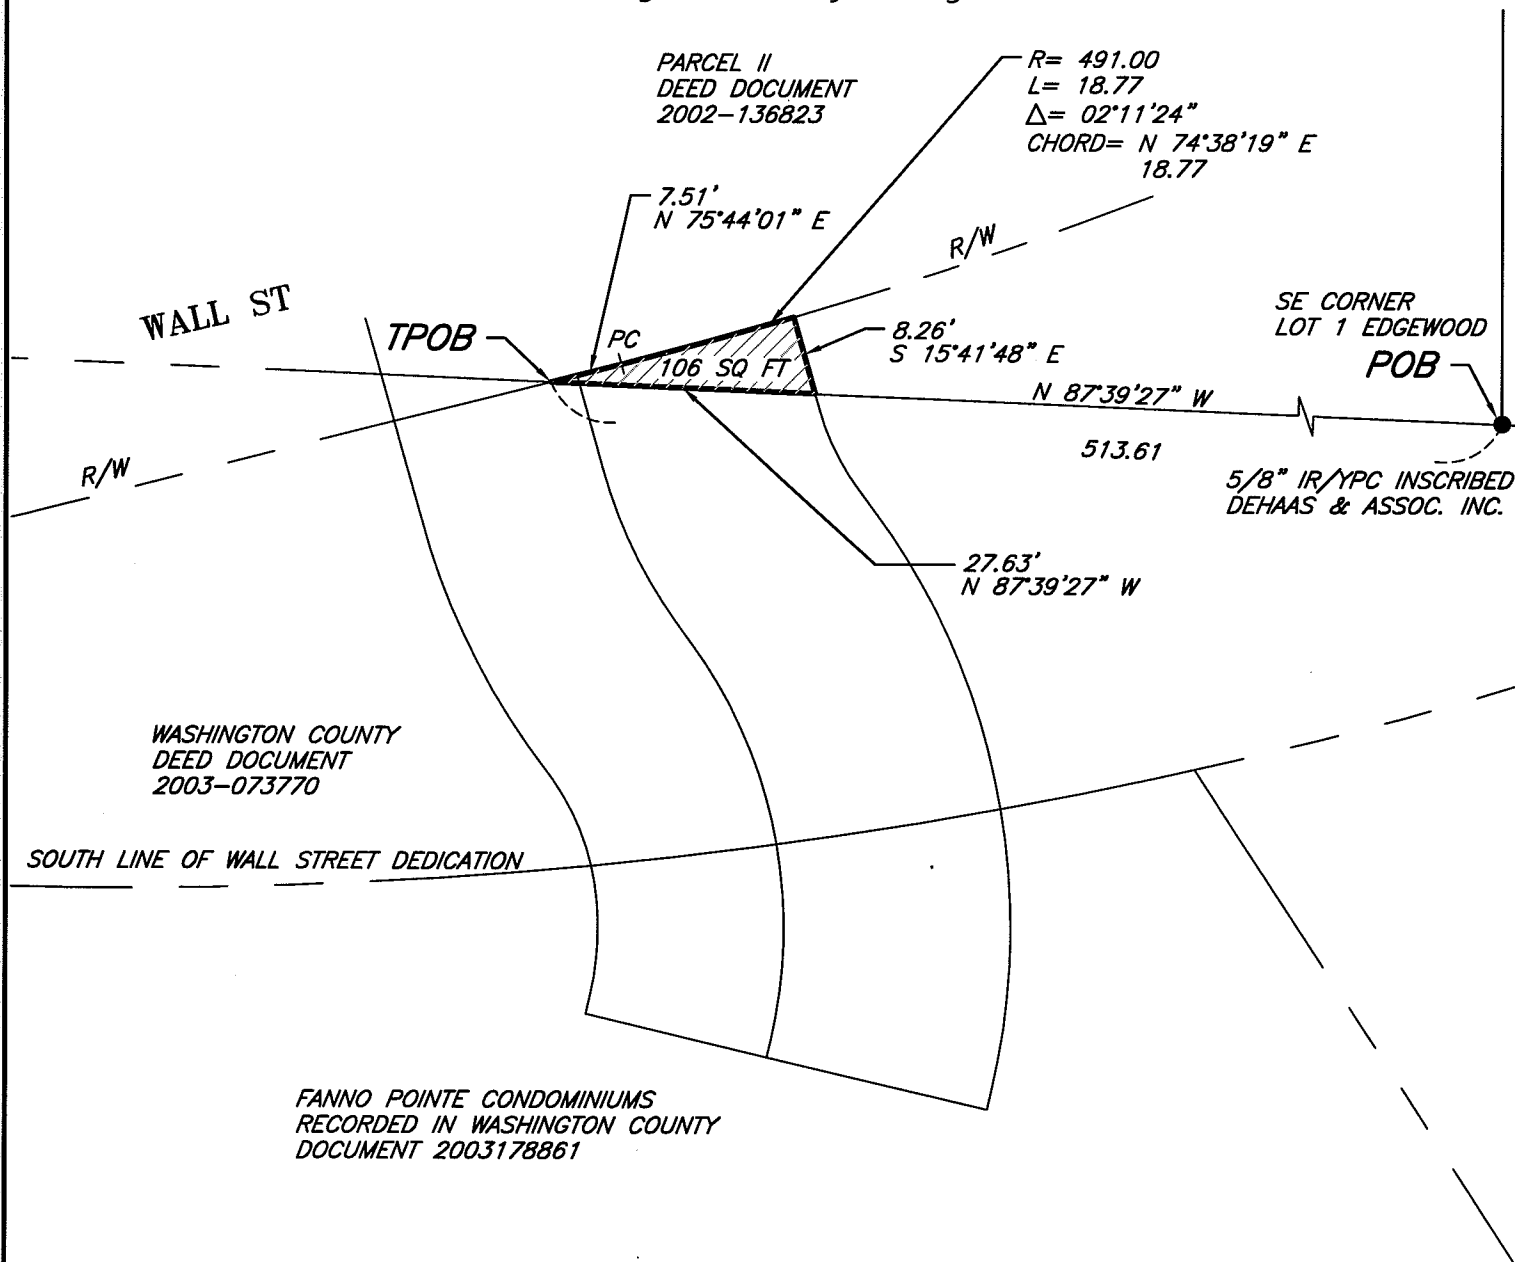 PARCEL II
DEED DOCUMENT
2002-136823
R= 491.00
L= 18.77
Δ= 02°11'24"
CHORD= N 74°38'19" E
18.77
7.51'
N 75°44'01" E
R/W
WALL ST
TPOB
PC
106 SQ FT
8.26'
S 15°41'48" E
SE CORNER
LOT 1 EDGEWOOD
POB
N 87°39'27" W
513.61
R/W
5/8" IR/YPC INSCRIBED
DEHAAS & ASSOC. INC.
27.63'
N 87°39'27" W
WASHINGTON COUNTY
DEED DOCUMENT
2003-073770
SOUTH LINE OF WALL STREET DEDICATION
FANNO POINTE CONDOMINIUMS
RECORDED IN WASHINGTON COUNTY
DOCUMENT 2003178861